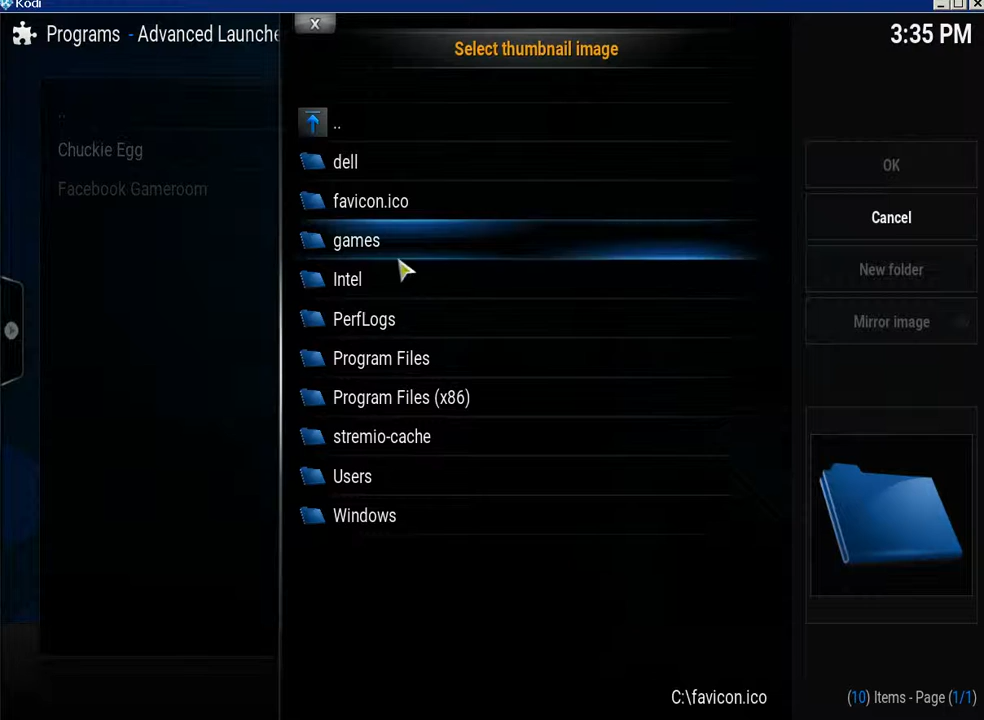 Kodi
Programs - Advanced Launche
X
Select thumbnail image
3:35 PM
..
Chuckie Egg
Facebook Gameroom
..
dell
favicon.ico
games
Intel
PerfLogs
Program Files
Program Files (x86)
stremio-cache
Users
Windows
OK
Cancel
New folder
Mirror image
C:\favicon.ico
(10) Items - Page (1/1)